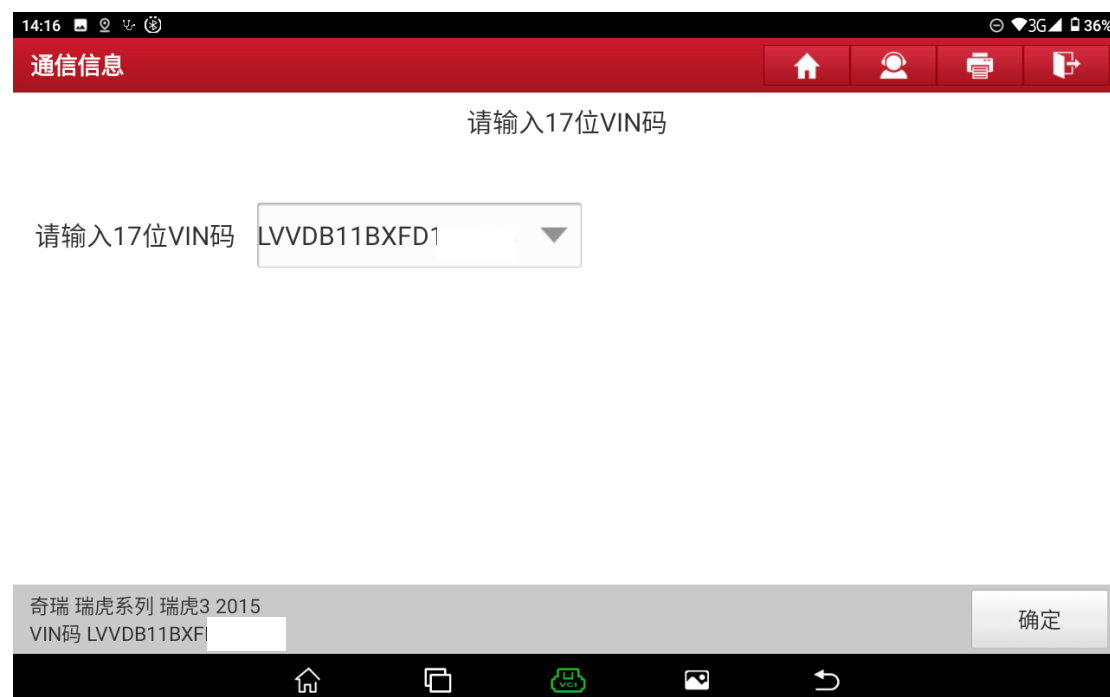 14:16 3G 36%
通信信息
请输入17位VIN码
请输入17位VIN码 LVVDB11BXFD1
奇瑞 瑞虎系列 瑞虎3 2015
VIN码 LVVDB11BXF
确定
VCI